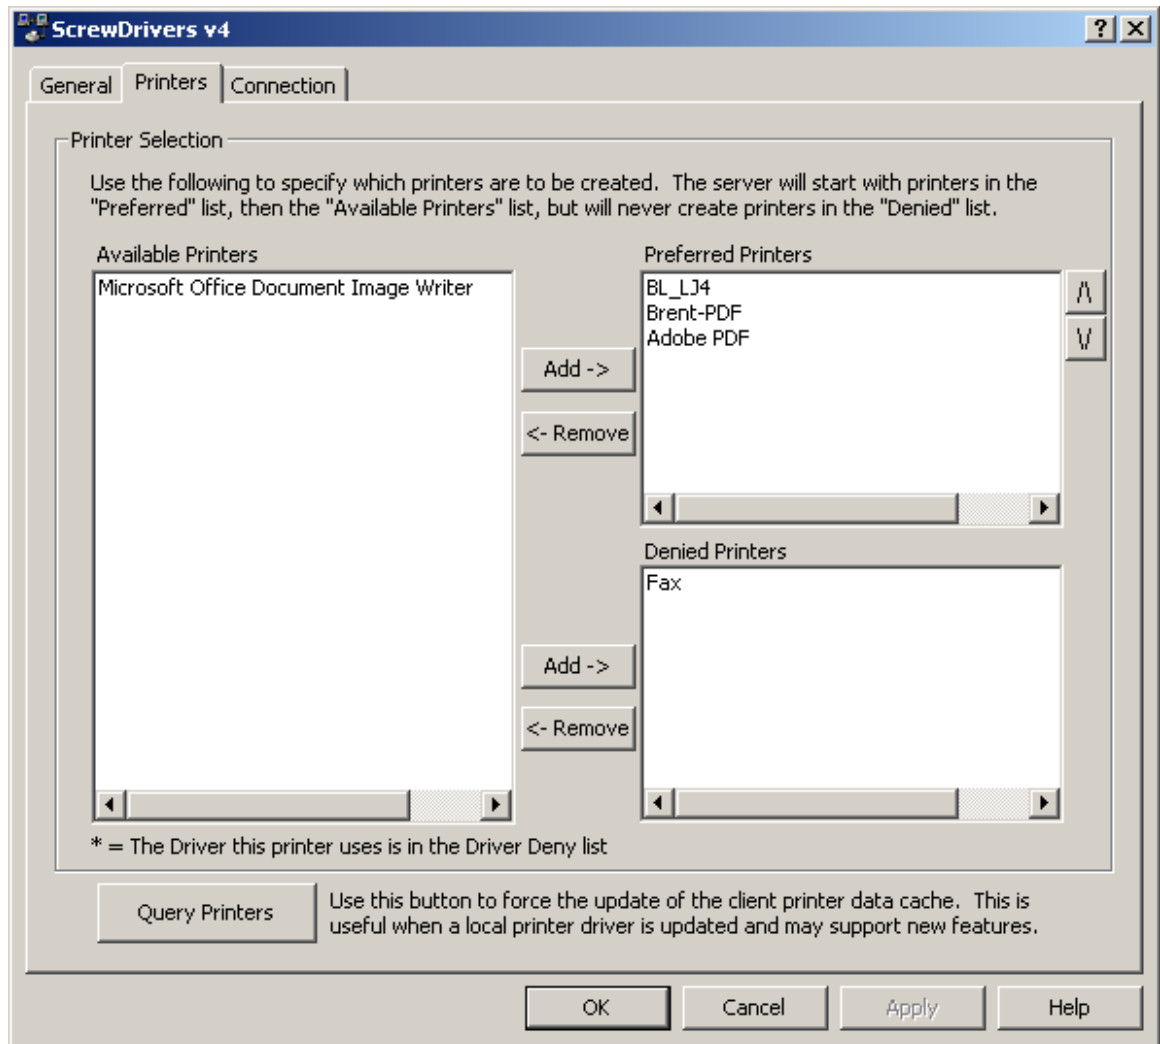 ScrewDrivers v4
General
Printers
Connection
Printer Selection
Use the following to specify which printers are to be created.  The server will start with printers in the
"Preferred" list, then the "Available Printers" list, but will never create printers in the "Denied" list.
Available Printers
Microsoft Office Document Image Writer
Add ->
<- Remove
Preferred Printers
BL_LJ4
Brent-PDF
Adobe PDF
/\
\/
Denied Printers
Fax
Add ->
<- Remove
* = The Driver this printer uses is in the Driver Deny list
Query Printers
Use this button to force the update of the client printer data cache.  This is
useful when a local printer driver is updated and may support new features.
OK
Cancel
Apply
Help